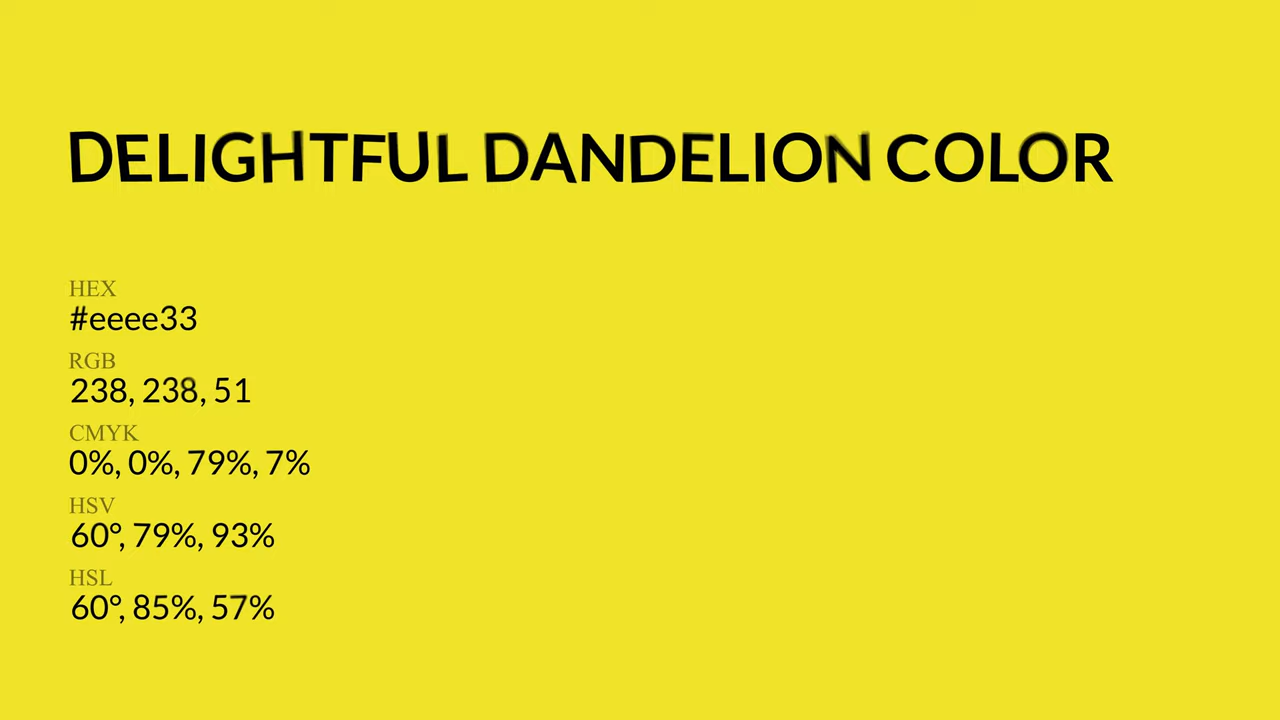 DELIGHTFUL DANDELION COLOR
HEX
#eeee33
RGB
238, 238, 51
CMYK
0%, 0%, 79%, 7%
HSV
60°, 79%, 93%
HSL
60°, 85%, 57%